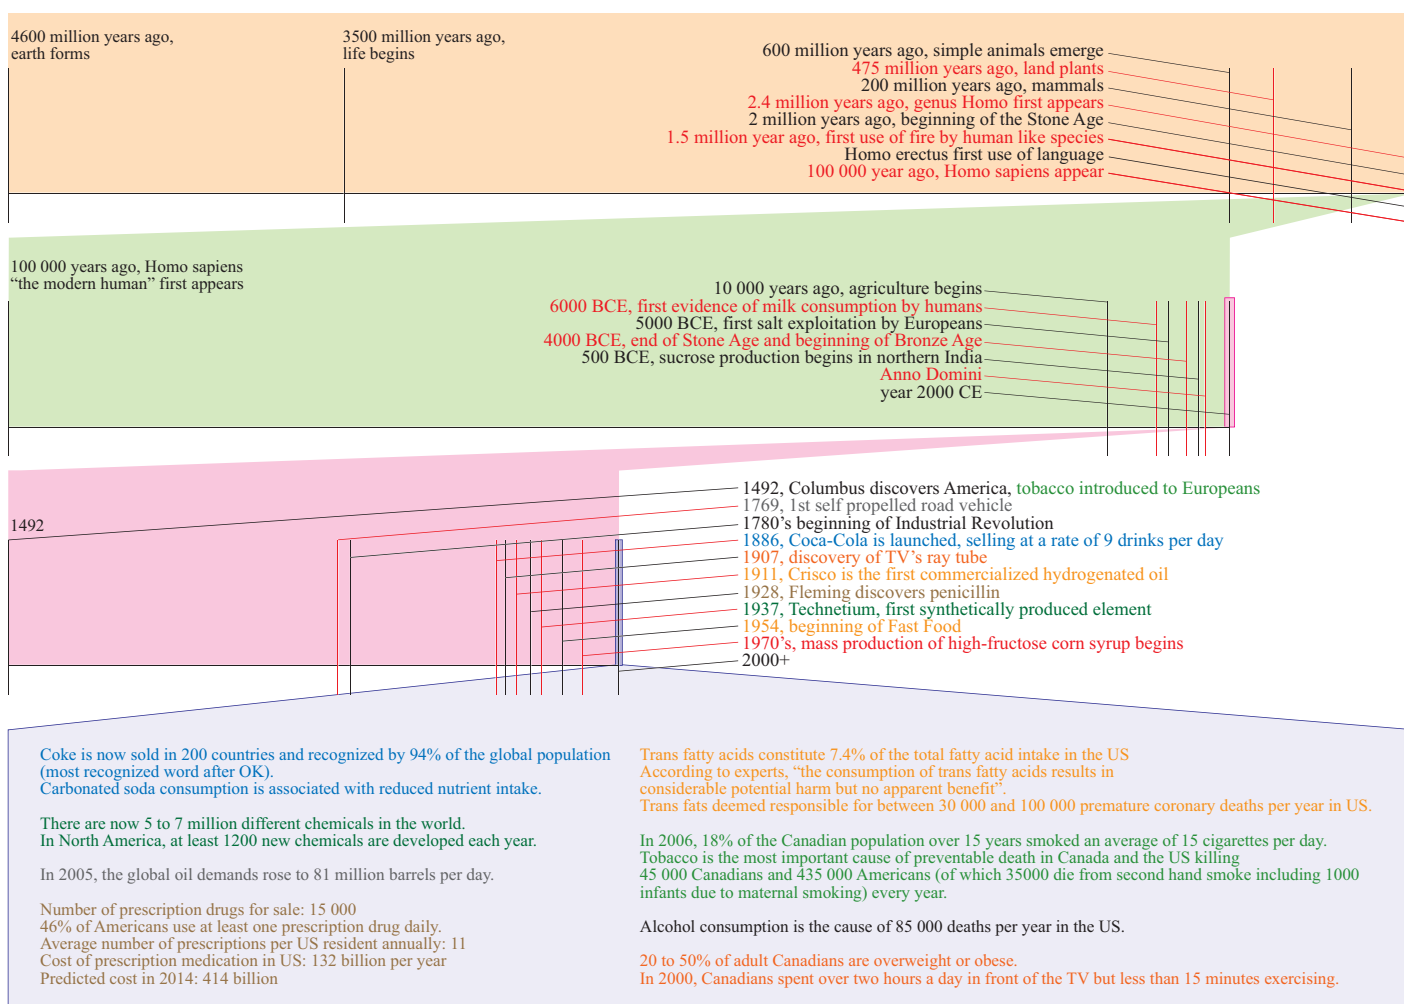 4600 million years ago,
earth forms
3500 million years ago,
life begins
600 million years ago, simple animals emerge
475 million years ago, land plants
200 million years ago, mammals
2.4 million years ago, genus Homo first appears
2 million years ago, beginning of the Stone Age
1.5 million year ago, first use of fire by human like species
Homo erectus first use of language
100 000 year ago, Homo sapiens appear
100 000 years ago, Homo sapiens
“the modern human” first appears
10 000 years ago, agriculture begins
6000 BCE, first evidence of milk consumption by humans
5000 BCE, first salt exploitation by Europeans
4000 BCE, end of Stone Age and beginning of Bronze Age
500 BCE, sucrose production begins in northern India
Anno Domini
year 2000 CE
1492
1492, Columbus discovers America, tobacco introduced to Europeans
1769, 1st self propelled road vehicle
1780’s beginning of Industrial Revolution
1886, Coca-Cola is launched, selling at a rate of 9 drinks per day
1907, discovery of TV’s ray tube
1911, Crisco is the first commercialized hydrogenated oil
1928, Fleming discovers penicillin
1937, Technetium, first synthetically produced element
1954, beginning of Fast Food
1970’s, mass production of high-fructose corn syrup begins
2000+
Coke is now sold in 200 countries and recognized by 94% of the global population
(most recognized word after OK).
Carbonated soda consumption is associated with reduced nutrient intake.
There are now 5 to 7 million different chemicals in the world.
In North America, at least 1200 new chemicals are developed each year.
In 2005, the global oil demands rose to 81 million barrels per day.
Number of prescription drugs for sale: 15 000
46% of Americans use at least one prescription drug daily.
Average number of prescriptions per US resident annually: 11
Cost of prescription medication in US: 132 billion per year
Predicted cost in 2014: 414 billion
Trans fatty acids constitute 7.4% of the total fatty acid intake in the US
According to experts, “the consumption of trans fatty acids results in
considerable potential harm but no apparent benefit”.
Trans fats deemed responsible for between 30 000 and 100 000 premature coronary deaths per year in US.
In 2006, 18% of the Canadian population over 15 years smoked an average of 15 cigarettes per day.
Tobacco is the most important cause of preventable death in Canada and the US killing
45 000 Canadians and 435 000 Americans (of which 35000 die from second hand smoke including 1000
infants due to maternal smoking) every year.
Alcohol consumption is the cause of 85 000 deaths per year in the US.
20 to 50% of adult Canadians are overweight or obese.
In 2000, Canadians spent over two hours a day in front of the TV but less than 15 minutes exercising.